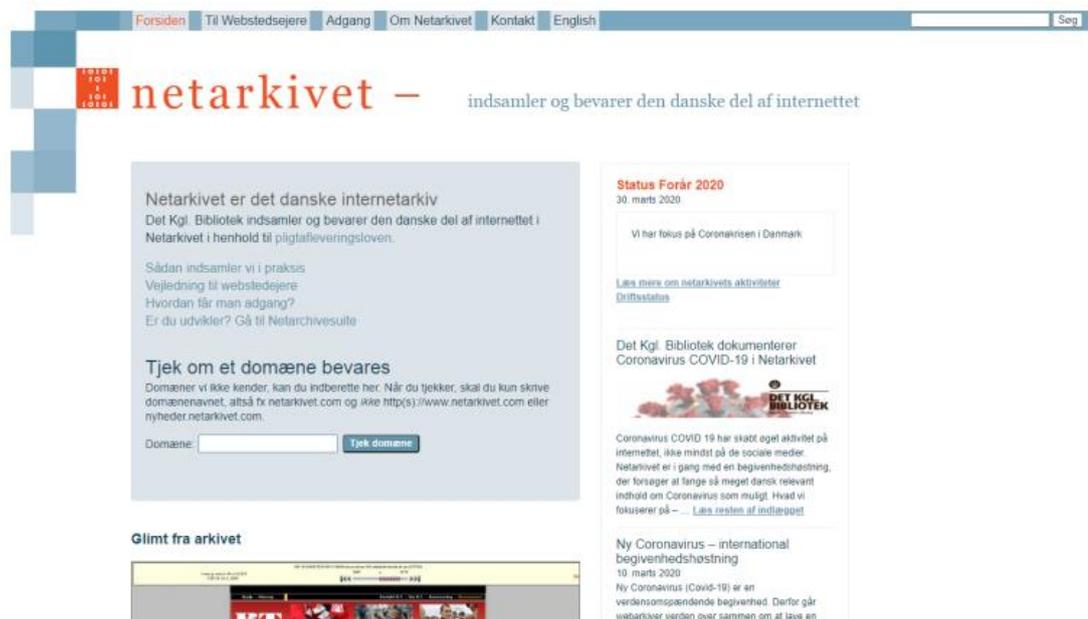 Forsiden Til Webstedsejere Adgang Om Netarkivet Kontakt English Søg
10101
101
1
101
10101
netarkivet –
indsamler og bevarer den danske del af internettet
Netarkivet er det danske internetarkiv
Det Kgl. Bibliotek indsamler og bevarer den danske del af internettet i
Netarkivet i henhold til pligtafleveringsloven.
Sådan indsamler vi i praksis
Vejledning til webstedejere
Hvordan får man adgang?
Er du udvikler? Gå til Netarchivesuite
Tjek om et domæne bevares
Domæner vi ikke kender, kan du indberette her. Når du tjekker, skal du kun skrive
domænenavnet, altså fx netarkivet.com og ikke http(s)://www.netarkivet.com eller
nyheder.netarkivet.com.
Domæne: Tjek domæne
Glimt fra arkivet
Status Forår 2020
30. marts 2020
Vi har fokus på Coronakrisen i Danmark
Læs mere om netarkivets aktiviteter
Driftsstatus
Det Kgl. Bibliotek dokumenterer
Coronavirus COVID-19 i Netarkivet
DET KGL.
BIBLIOTEK
Coronavirus COVID 19 har skabt øget aktivitet på
internettet, ikke mindst på de sociale medier.
Netarkivet er i gang med en begivenhedshøstning,
der forsøger at fange så meget dansk relevant
indhold om Coronavirus som muligt. Hvad vi
fokuserer på – … Læs resten af indlægget
Ny Coronavirus – international
begivenhedshøstning
10. marts 2020
Ny Coronavirus (Covid-19) er en
verdensomspændende begivenhed. Derfor går
webarkiver verden over sammen om at lave en